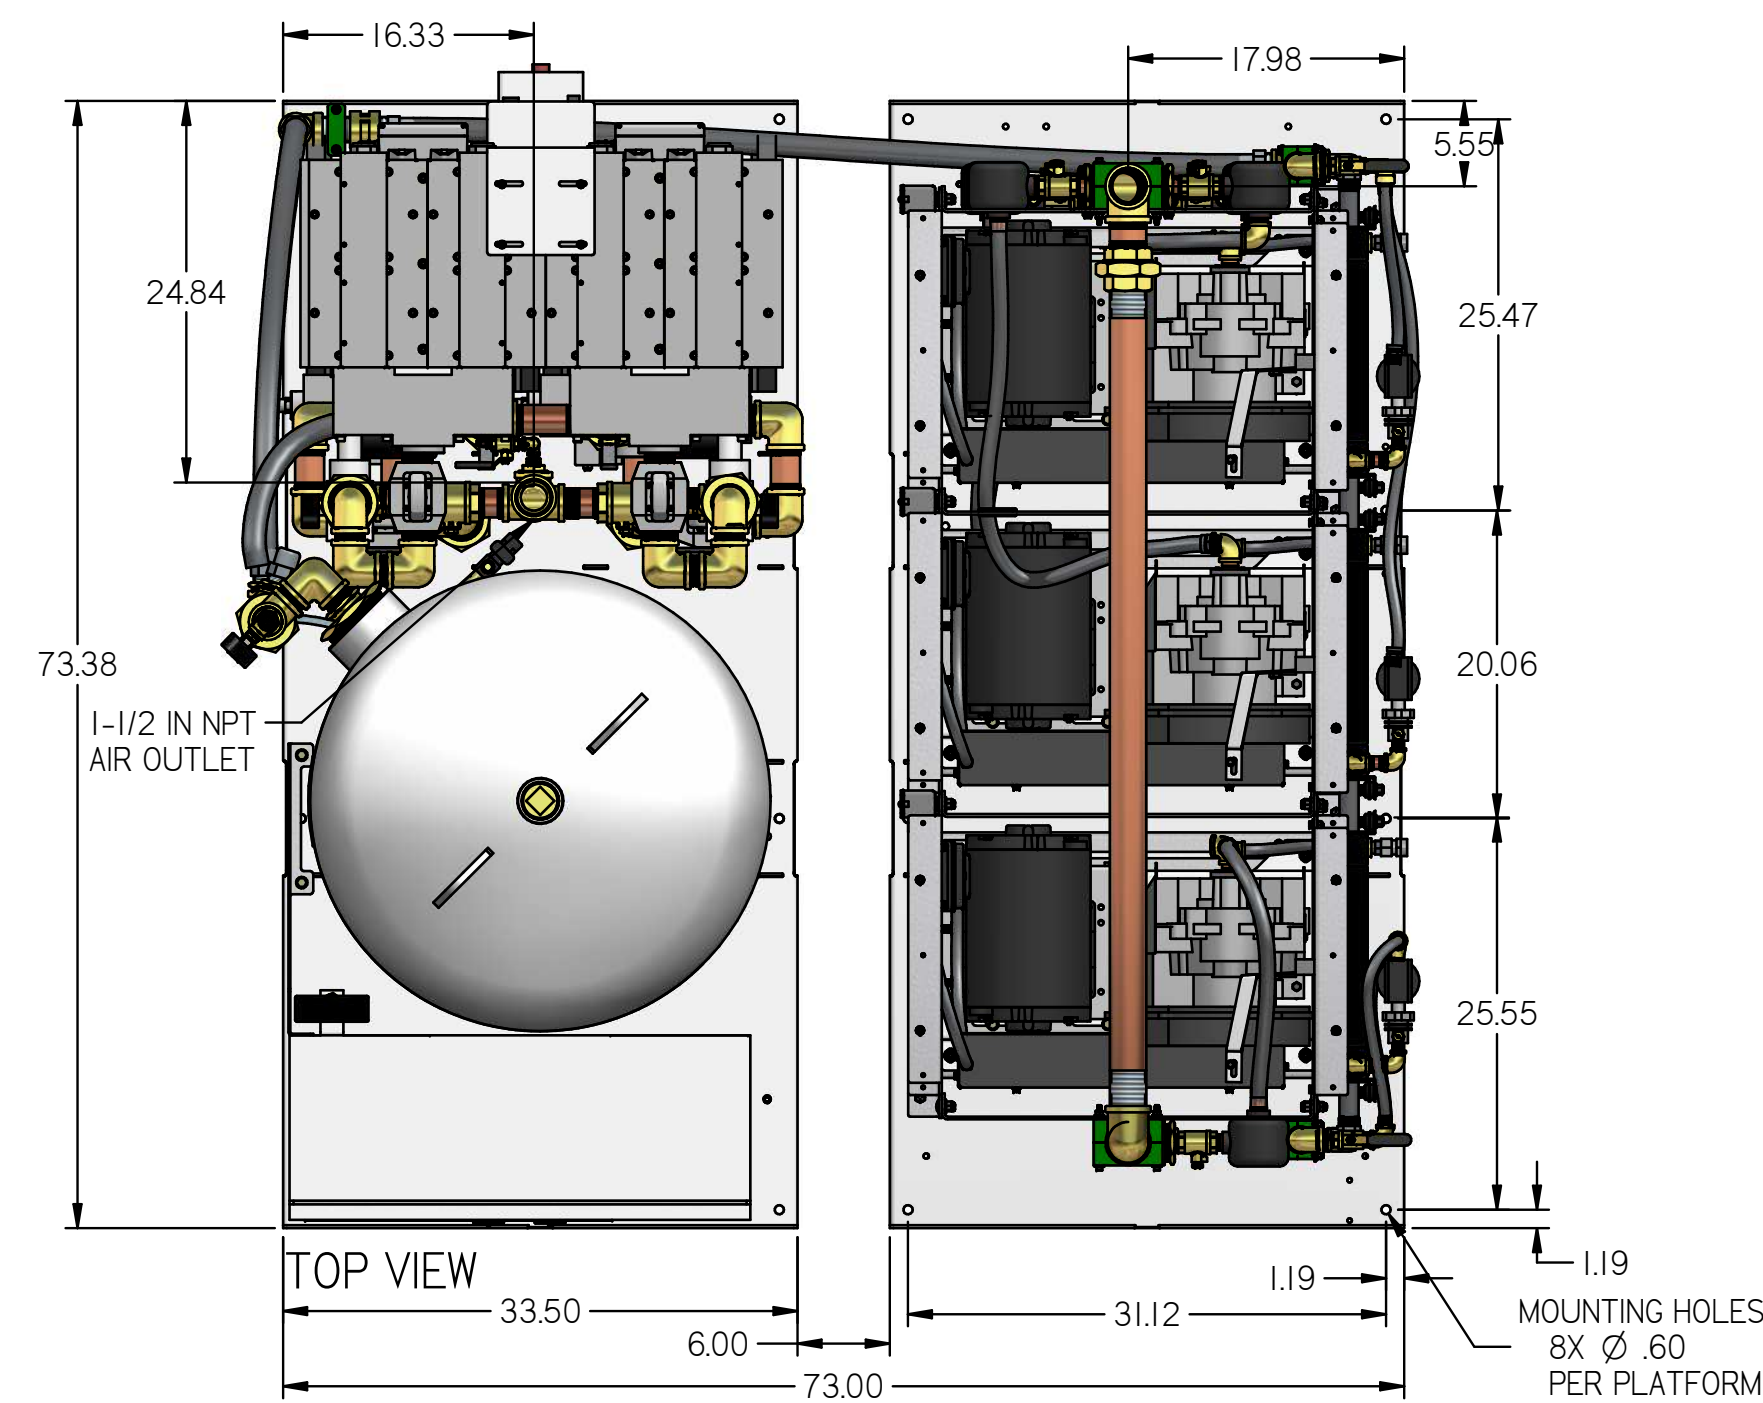 16.33
17.98
5.55
24.84
25.47
73.38
20.06
1-1/2 IN NPT
AIR OUTLET
25.55
TOP VIEW
1.19
1.19
33.50
31.12
MOUNTING HOLES
8X Ø .60
PER PLATFORM
6.00
73.00